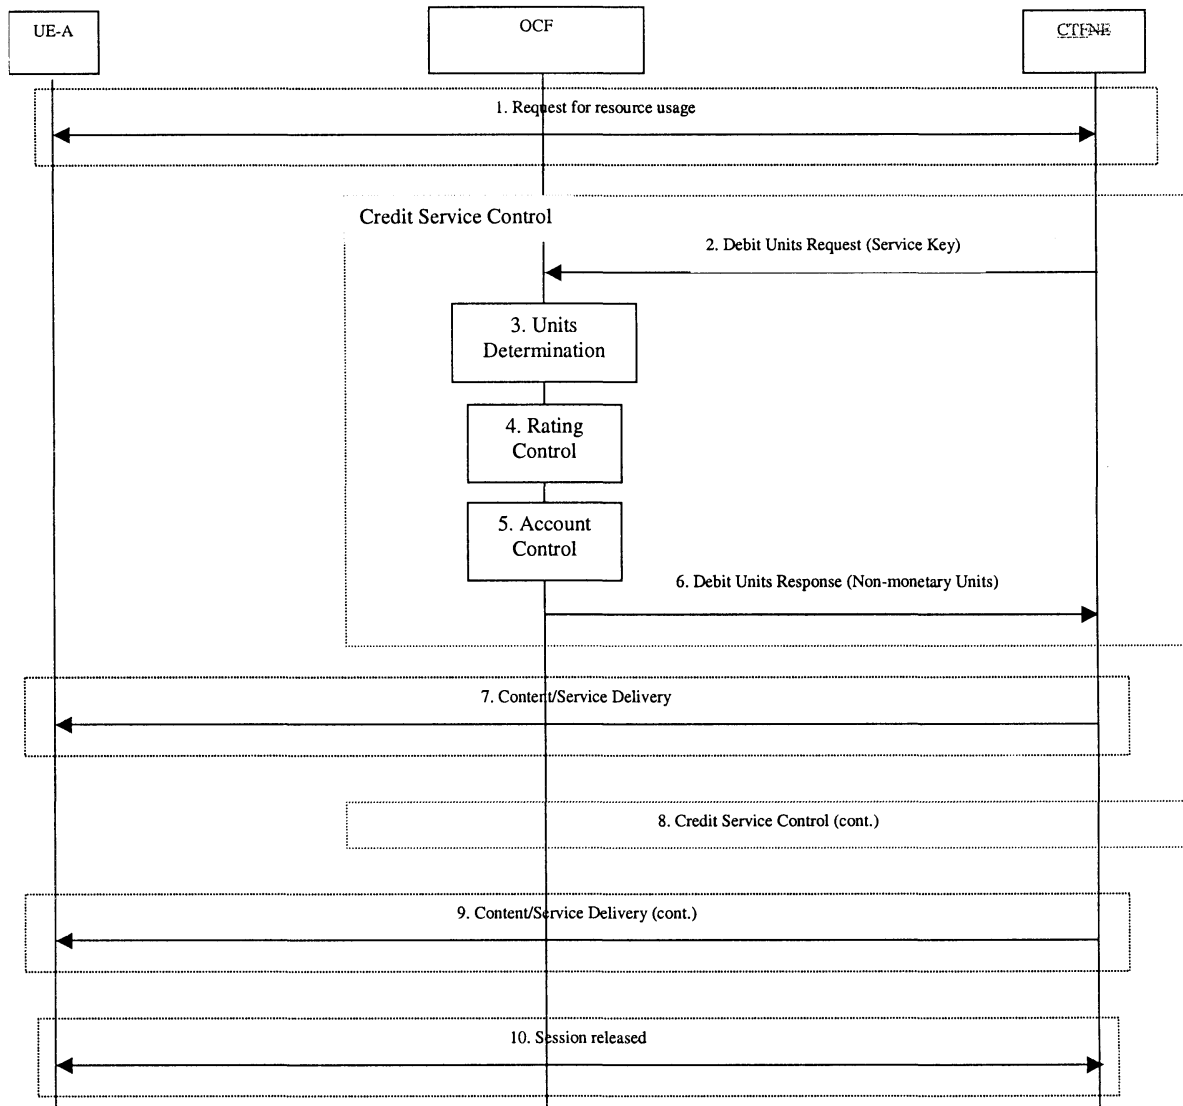 UE-A
OCF
CTFNE
1. Request for resource usage
Credit Service Control
2. Debit Units Request (Service Key)
3. Units
Determination
4. Rating
Control
5. Account
Control
6. Debit Units Response (Non-monetary Units)
7. Content/Service Delivery
8. Credit Service Control (cont.)
9. Content/Service Delivery (cont.)
10. Session released